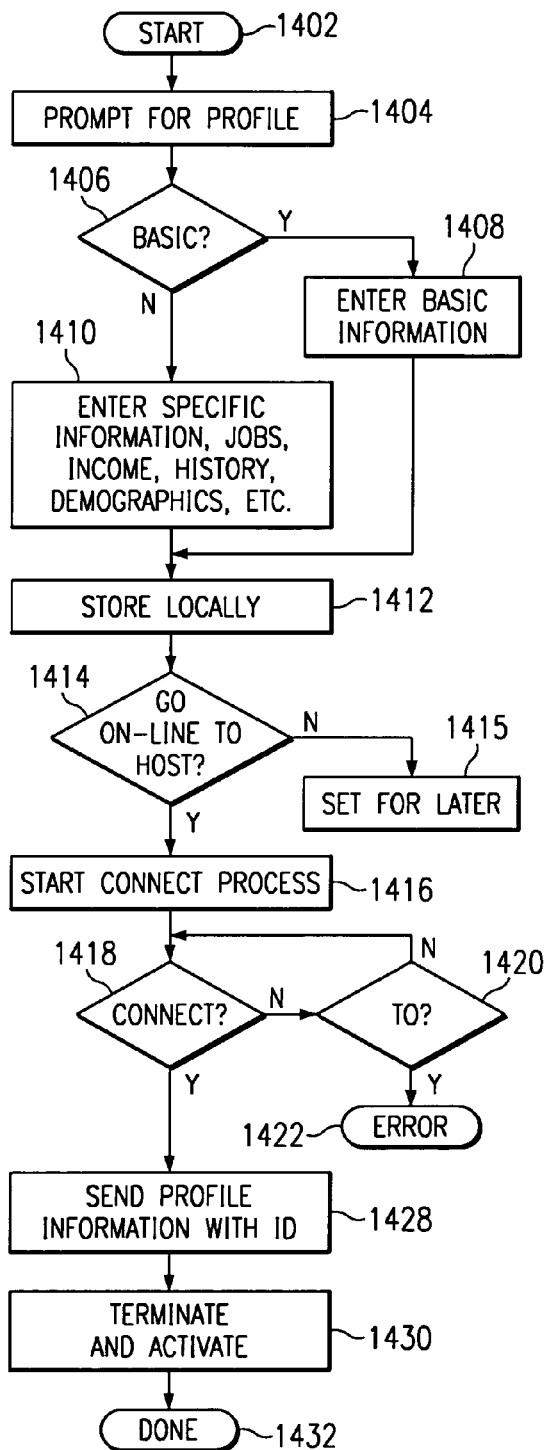 START
1402
PROMPT FOR PROFILE
1404
1406
BASIC?
Y
N
1408
ENTER BASIC
INFORMATION
1410
ENTER SPECIFIC
INFORMATION, JOBS,
INCOME, HISTORY,
DEMOGRAPHICS, ETC.
STORE LOCALLY
1412
1414
GO
ON-LINE TO
HOST?
N
Y
1415
SET FOR LATER
START CONNECT PROCESS
1416
1418
CONNECT?
N
Y
N
1420
TO?
Y
1422
ERROR
SEND PROFILE
INFORMATION WITH ID
1428
TERMINATE
AND ACTIVATE
1430
DONE
1432